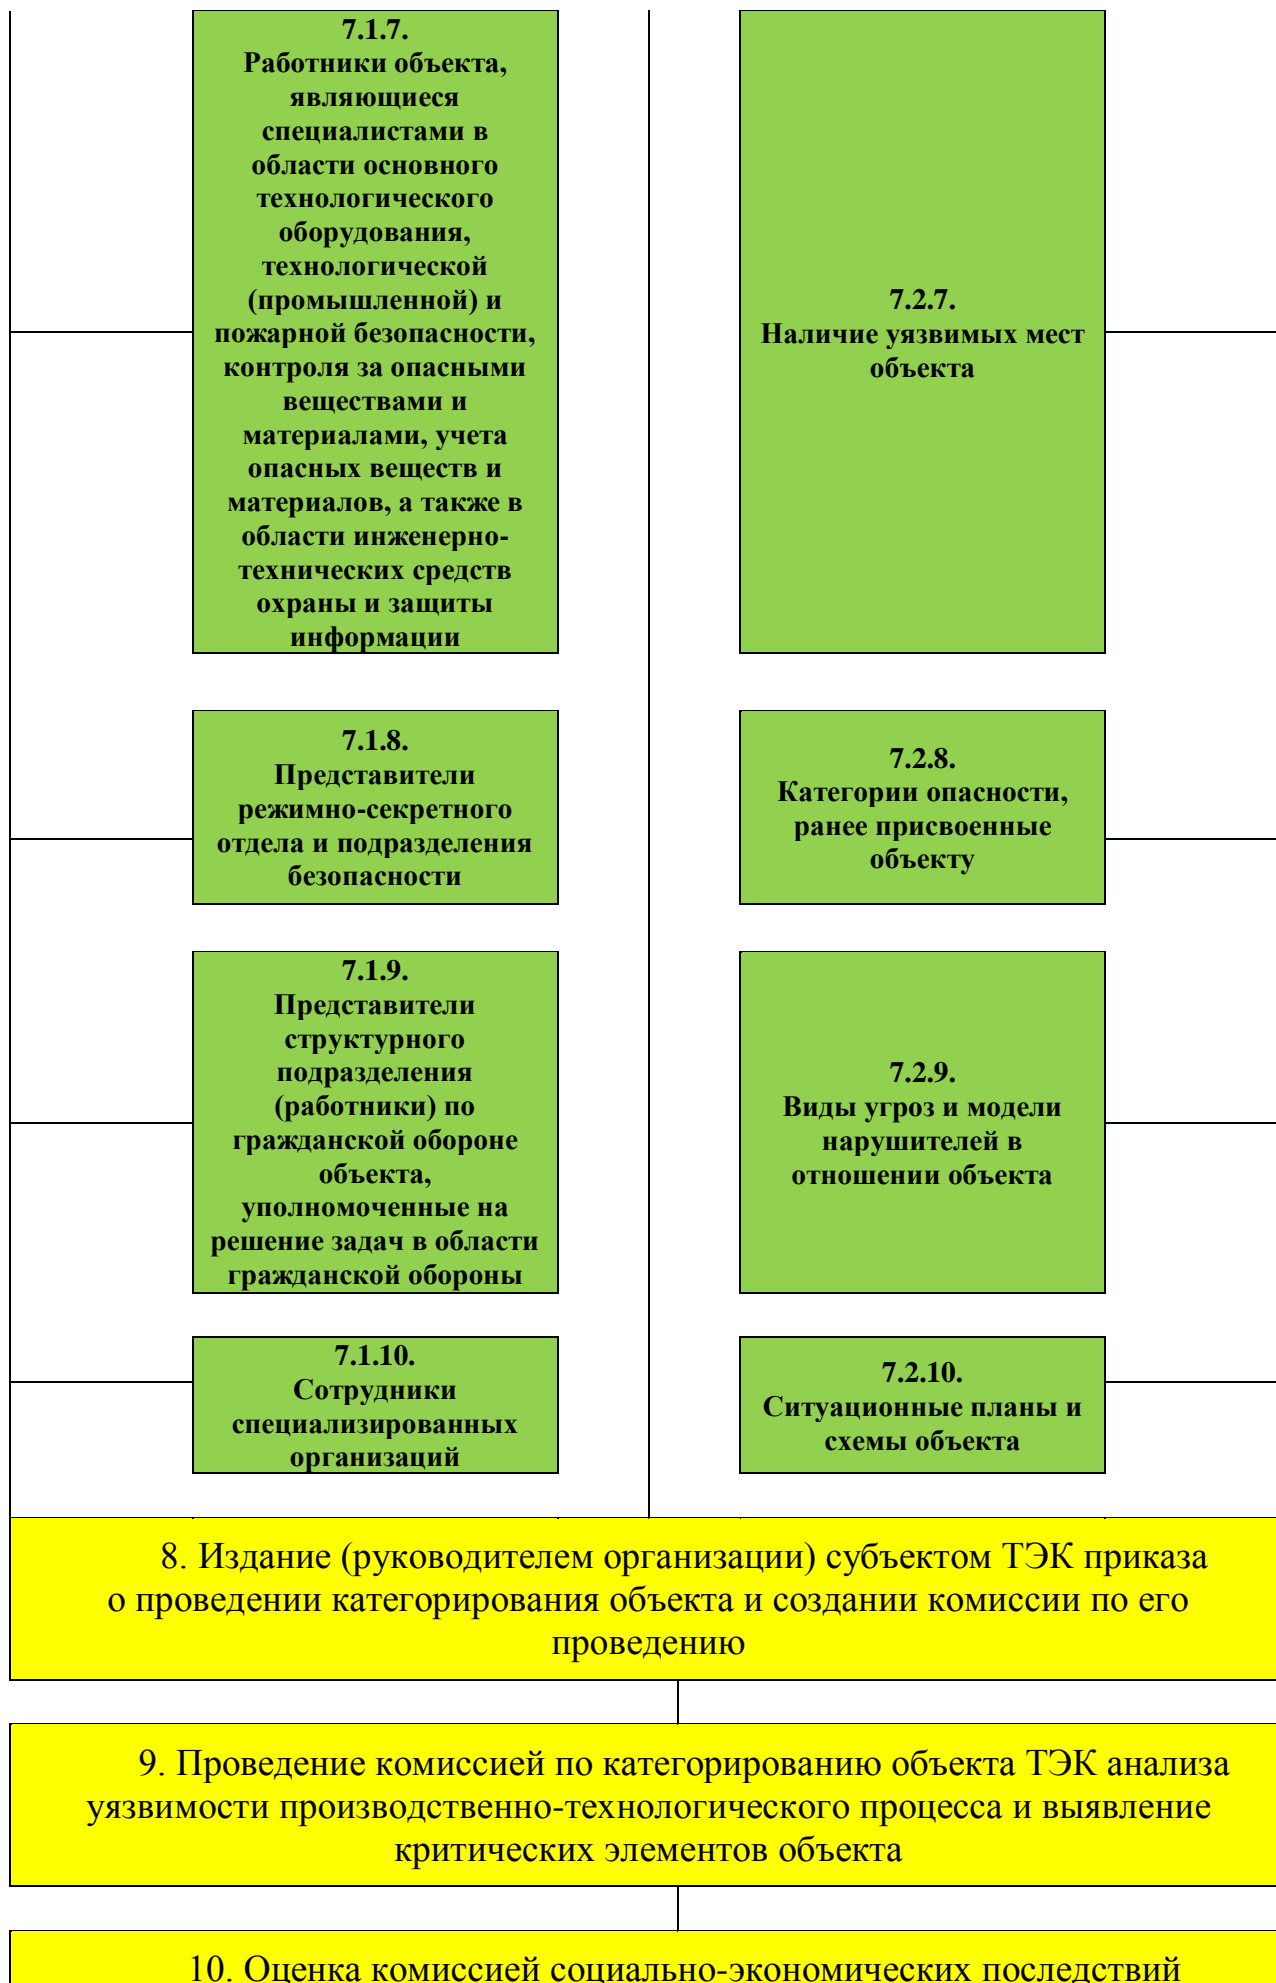 7.1.7.
Работники объекта,
являющиеся
специалистами в
области основного
технологического
оборудования,
технологической
(промышленной) и
пожарной безопасности,
контроля за опасными
веществами и
материалами, учета
опасных веществ и
материалов, а также в
области инженерно-
технических средств
охраны и защиты
информации
7.2.7.
Наличие уязвимых мест
объекта
7.1.8.
Представители
режимно-секретного
отдела и подразделения
безопасности
7.2.8.
Категории опасности,
ранее присвоенные
объекту
7.1.9.
Представители
структурного
подразделения
(работники) по
гражданской обороне
объекта,
уполномоченные на
решение задач в области
гражданской обороны
7.2.9.
Виды угроз и модели
нарушителей в
отношении объекта
7.1.10.
Сотрудники
специализированных
организаций
7.2.10.
Ситуационные планы и
схемы объекта
8. Издание (руководителем организации) субъектом ТЭК приказа
о проведении категорирования объекта и создании комиссии по его
проведению
9. Проведение комиссией по категорированию объекта ТЭК анализа
уязвимости производственно-технологического процесса и выявление
критических элементов объекта
10. Оценка комиссией социально-экономических последствий